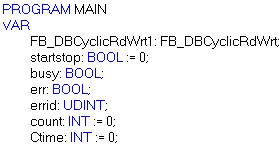 PROGRAM MAIN
VAR
FB_DBCyclicRdWrt1: FB_DBCyclicRdWrt;
startstop: BOOL := 0;
busy: BOOL;
err: BOOL;
errid: UDINT;
count: INT := 0;
Ctime: INT := 0;